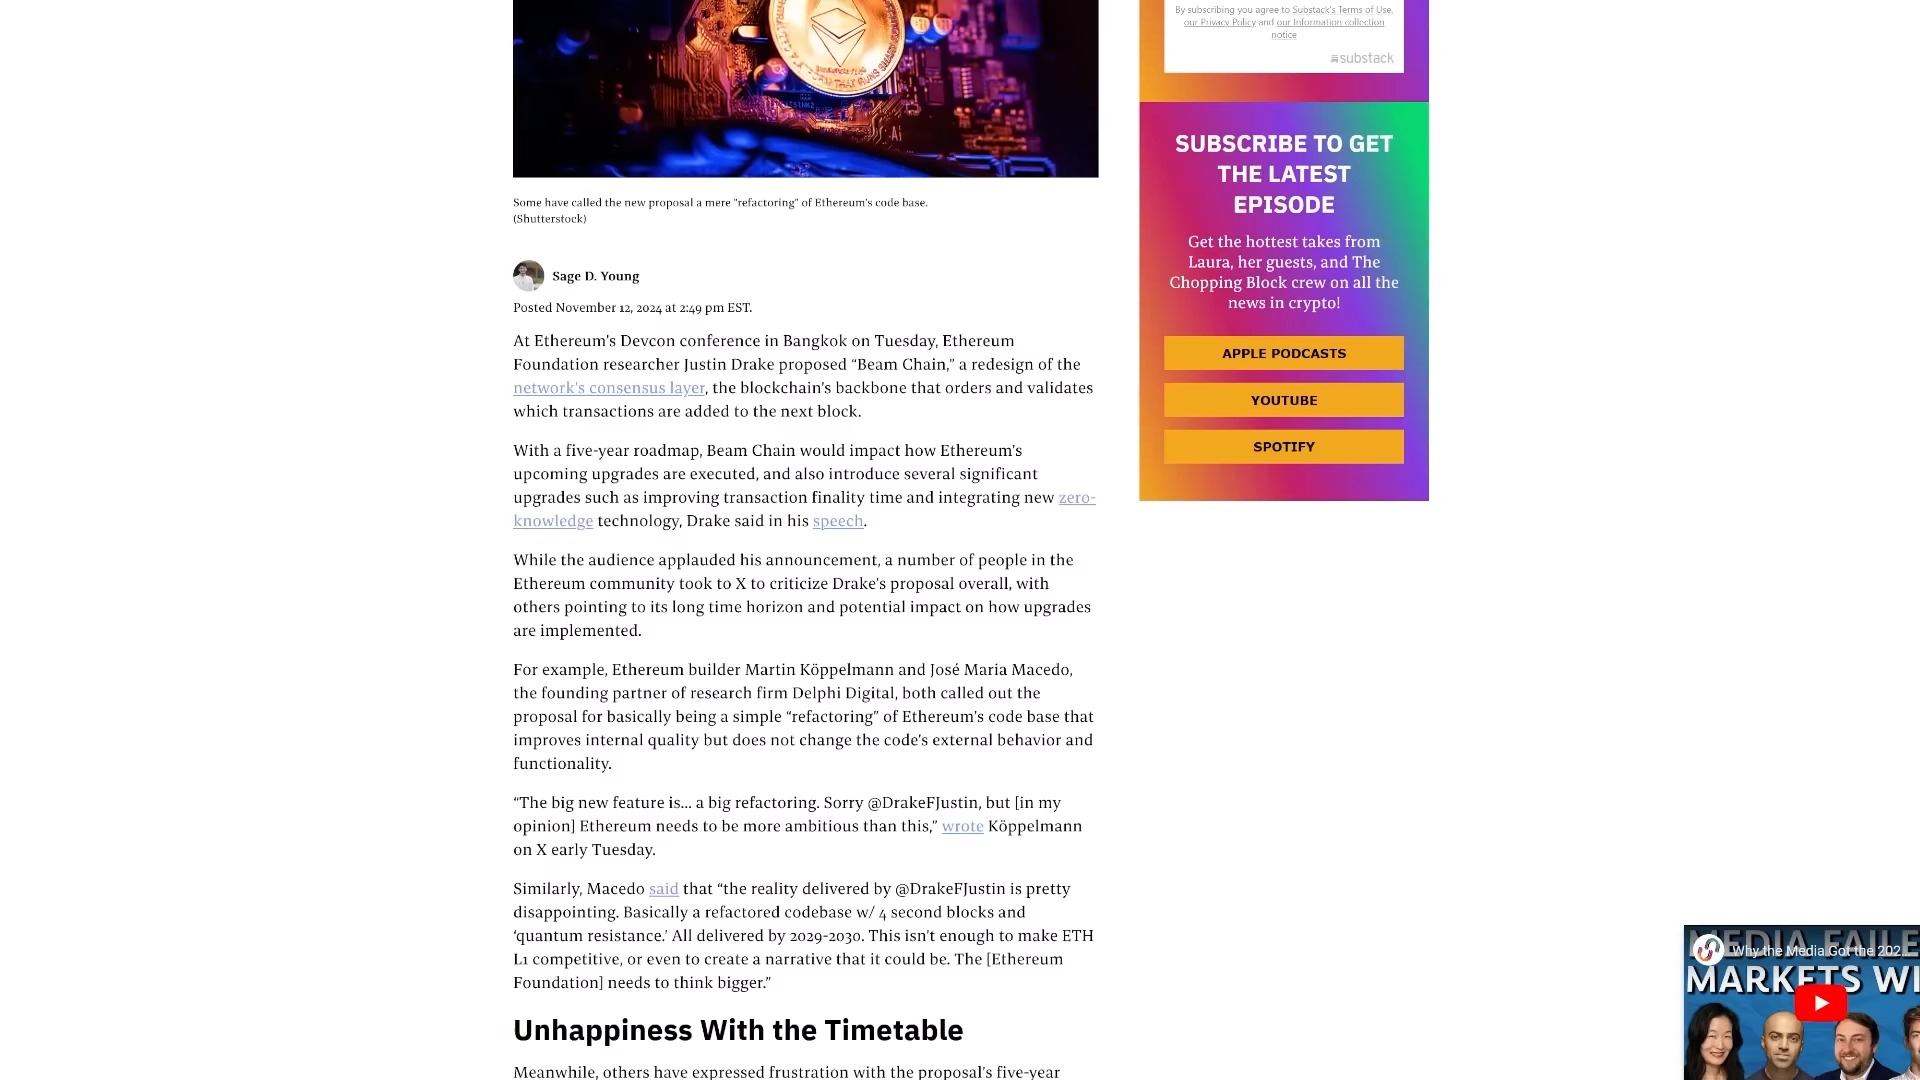 Some have called the new proposal a mere "refactoring" of Ethereum's code base.
(Shutterstock)
Sage D. Young
Posted November 12, 2024 at 2:49 pm EST.
At Ethereum's Devcon conference in Bangkok on Tuesday, Ethereum
Foundation researcher Justin Drake proposed “Beam Chain,” a redesign of the
network's consensus layer, the blockchain's backbone that orders and validates
which transactions are added to the next block.
With a five-year roadmap, Beam Chain would impact how Ethereum's
upcoming upgrades are executed, and also introduce several significant
upgrades such as improving transaction finality time and integrating new zero-
knowledge technology, Drake said in his speech.
While the audience applauded his announcement, a number of people in the
Ethereum community took to X to criticize Drake's proposal overall, with
others pointing to its long time horizon and potential impact on how upgrades
are implemented.
For example, Ethereum builder Martin Köppelmann and José Maria Macedo,
the founding partner of research firm Delphi Digital, both called out the
proposal for basically being a simple “refactoring” of Ethereum's code base that
improves internal quality but does not change the code's external behavior and
functionality.
“The big new feature is... a big refactoring. Sorry @DrakeFJustin, but [in my
opinion] Ethereum needs to be more ambitious than this,” wrote Köppelmann
on X early Tuesday.
Similarly, Macedo said that “the reality delivered by @DrakeFJustin is pretty
disappointing. Basically a refactored codebase w/ 4 second blocks and
‘quantum resistance.’ All delivered by 2029-2030. This isn't enough to make ETH
L1 competitive, or even to create a narrative that it could be. The [Ethereum
Foundation] needs to think bigger.”
Unhappiness With the Timetable
Meanwhile, others have expressed frustration with the proposal's five-year
By subscribing you agree to Substack's Terms of Use,
our Privacy Policy and our Information collection
notice
substack
SUBSCRIBE TO GET
THE LATEST
EPISODE
Get the hottest takes from
Laura, her guests, and The
Chopping Block crew on all the
news in crypto!
APPLE PODCASTS
YOUTUBE
SPOTIFY
MEDIA FAILE
Why the Media Got the 202...
MARKETS WI